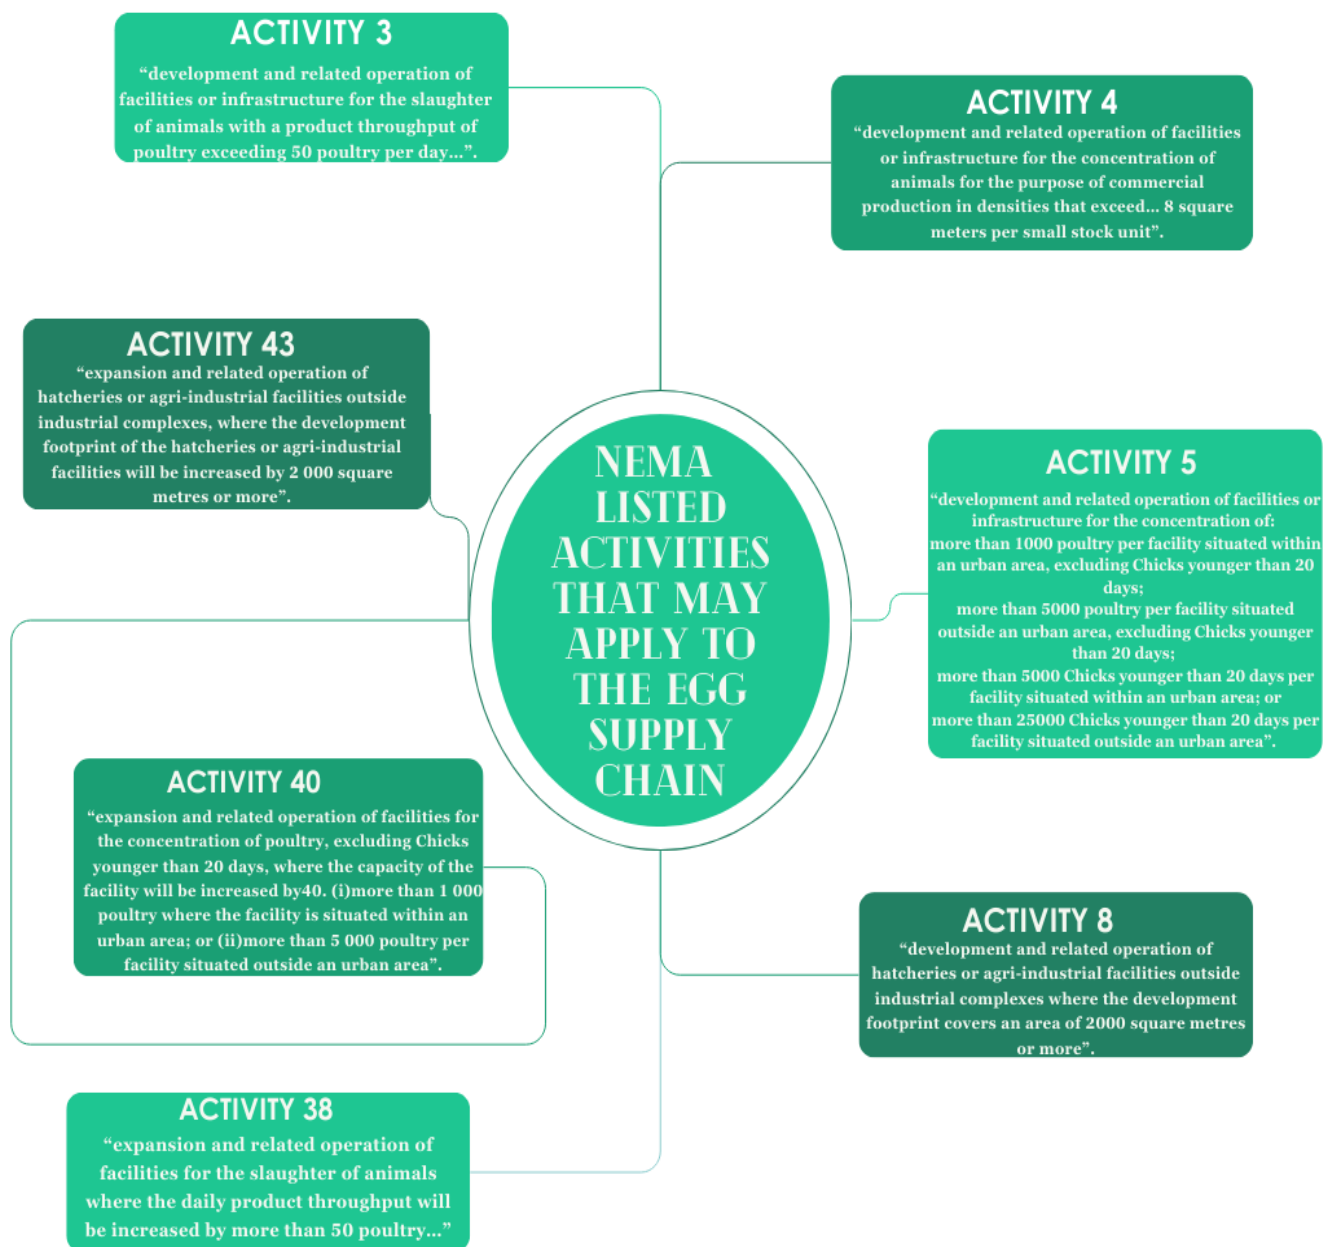 ACTIVITY 3
“development and related operation of
facilities or infrastructure for the slaughter
of animals with a product throughput of
poultry exceeding 50 poultry per day...”.
ACTIVITY 4
“development and related operation of facilities
or infrastructure for the concentration of
animals for the purpose of commercial
production in densities that exceed... 8 square
meters per small stock unit”.
ACTIVITY 43
“expansion and related operation of
hatcheries or agri-industrial facilities outside
industrial complexes, where the development
footprint of the hatcheries or agri-industrial
facilities will be increased by 2 000 square
metres or more”.
NEMA
LISTED
ACTIVITIES
THAT MAY
APPLY TO
THE EGG
SUPPLY
CHAIN
ACTIVITY 5
“development and related operation of facilities or
infrastructure for the concentration of:
more than 1000 poultry per facility situated within
an urban area, excluding Chicks younger than 20
days;
more than 5000 poultry per facility situated
outside an urban area, excluding Chicks younger
than 20 days;
more than 5000 Chicks younger than 20 days per
facility situated within an urban area; or
more than 25000 Chicks younger than 20 days per
facility situated outside an urban area”.
ACTIVITY 40
“expansion and related operation of facilities for
the concentration of poultry, excluding Chicks
younger than 20 days, where the capacity of the
facility will be increased by40. (i)more than 1 000
poultry where the facility is situated within an
urban area; or (ii)more than 5 000 poultry per
facility situated outside an urban area”.
ACTIVITY 8
“development and related operation of
hatcheries or agri-industrial facilities outside
industrial complexes where the development
footprint covers an area of 2000 square metres
or more”.
ACTIVITY 38
“expansion and related operation of
facilities for the slaughter of animals
where the daily product throughput will
be increased by more than 50 poultry...”